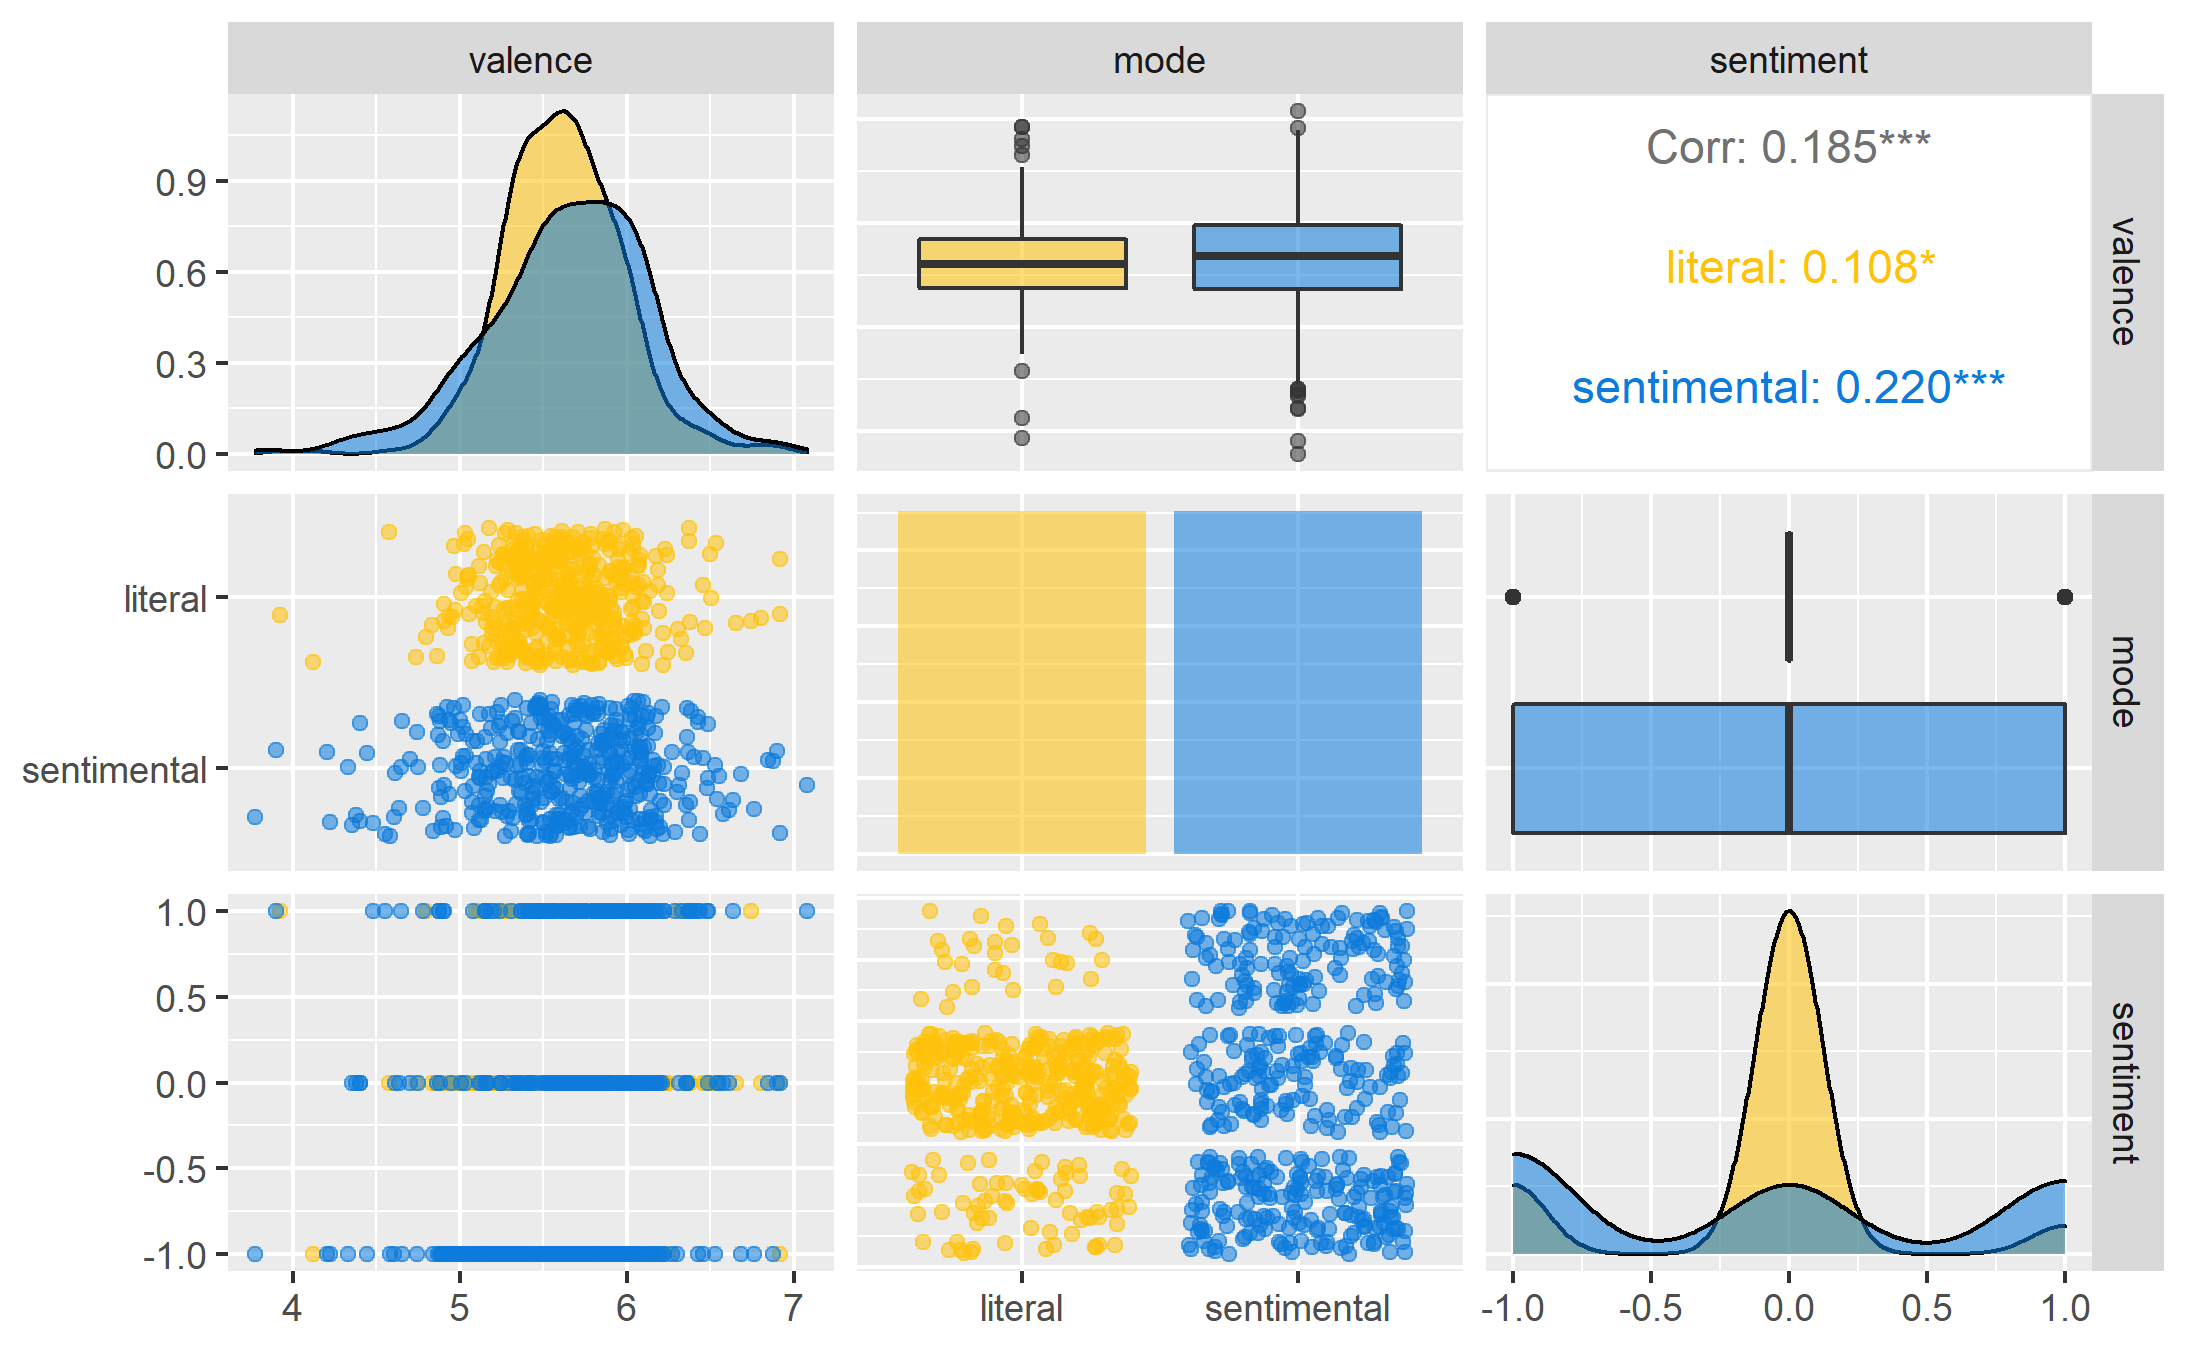 valence
mode
sentiment
0.9
0.6
0.3
0.0
Corr: 0.185***
literal: 0.108*
sentimental: 0.220***
valence
literal
sentimental
mode
1.0
0.5
0.0
-0.5
-1.0
sentiment
4 5 6 7
literal sentimental
-1.0 -0.5 0.0 0.5 1.0